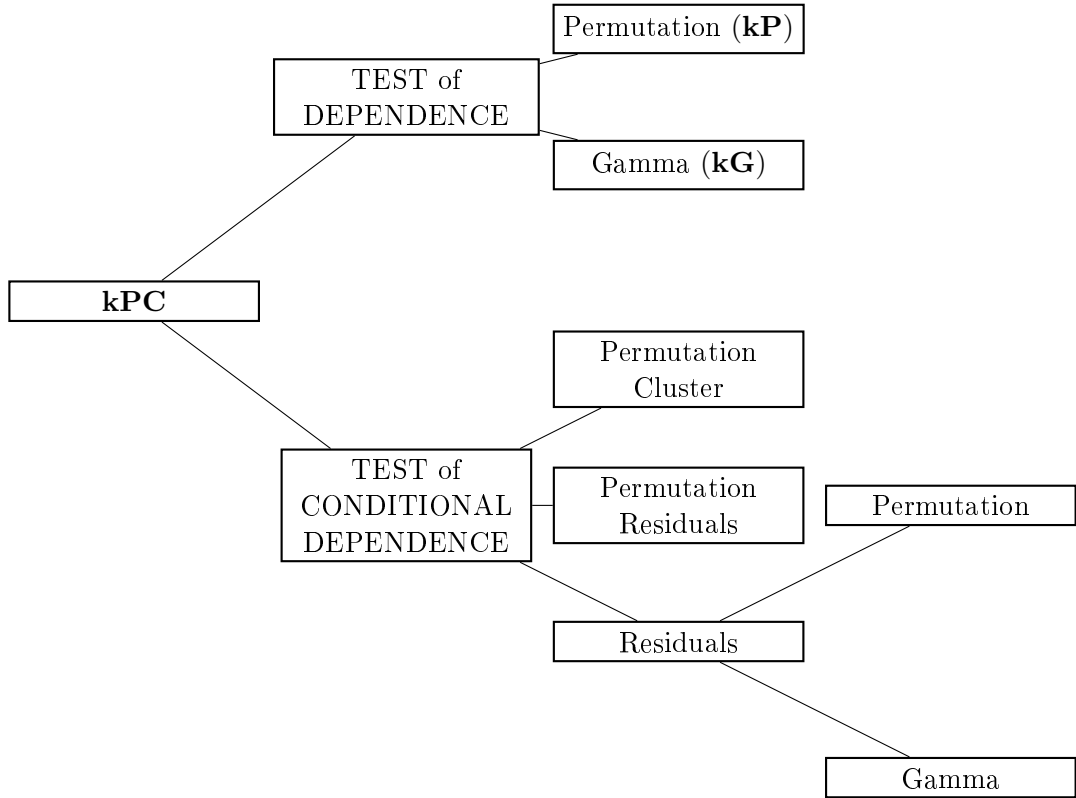 Permutation (kP)
TEST of
DEPENDENCE
Gamma (kG)
kPC
Permutation
Cluster
TEST of
CONDITIONAL
DEPENDENCE
Permutation
Residuals
Permutation
Residuals
Gamma